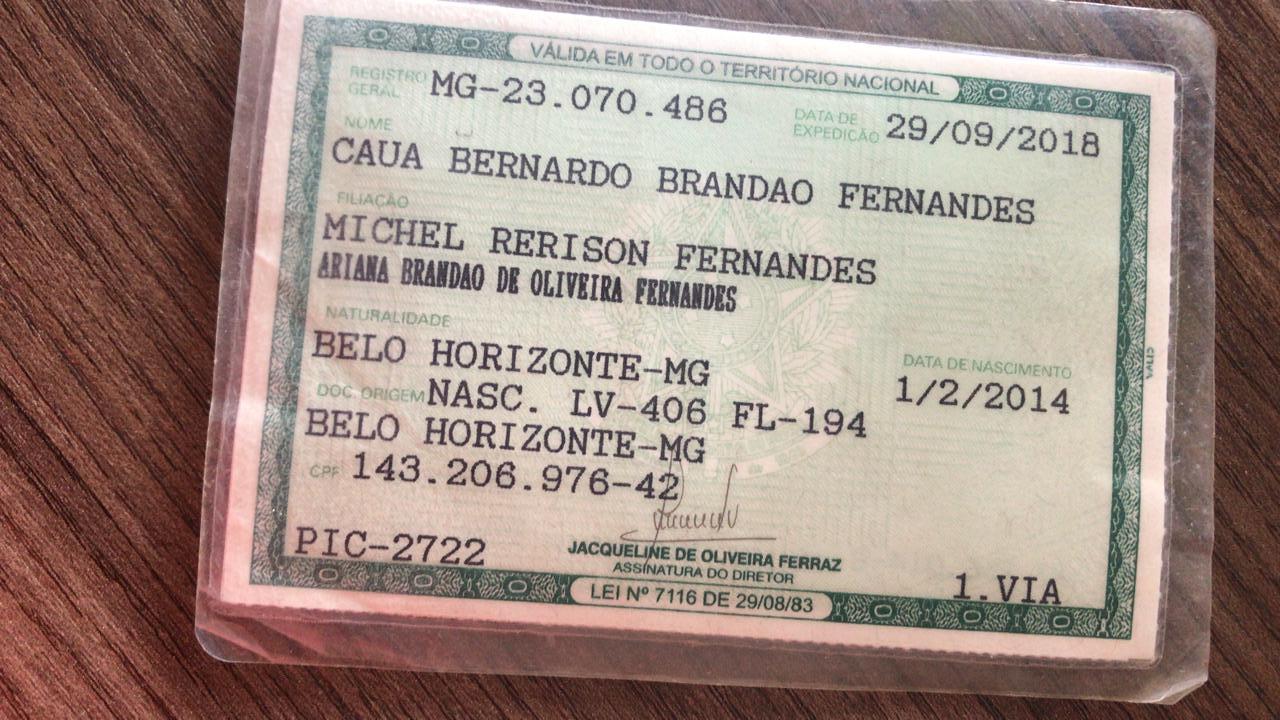 VÁLIDA EM TODO O TERRITÓRIO NACIONAL
REGISTRO GERAL MG-23.070.486 DATA DE EXPEDIÇÃO 29/09/2018
NOME
CAUA BERNARDO BRANDAO FERNANDES
FILIAÇÃO
MICHEL RERISON FERNANDES
ARIANA BRANDAO DE OLIVEIRA FERNANDES
NATURALIDADE
BELO HORIZONTE-MG
DATA DE NASCIMENTO
1/2/2014
DOC. ORIGEM NASC. LV-406 FL-194
BELO HORIZONTE-MG
CPF 143.206.976-42
PIC-2722
JACQUELINE DE OLIVEIRA FERRAZ
ASSINATURA DO DIRETOR
1.VIA
LEI Nº 7116 DE 29/08/83